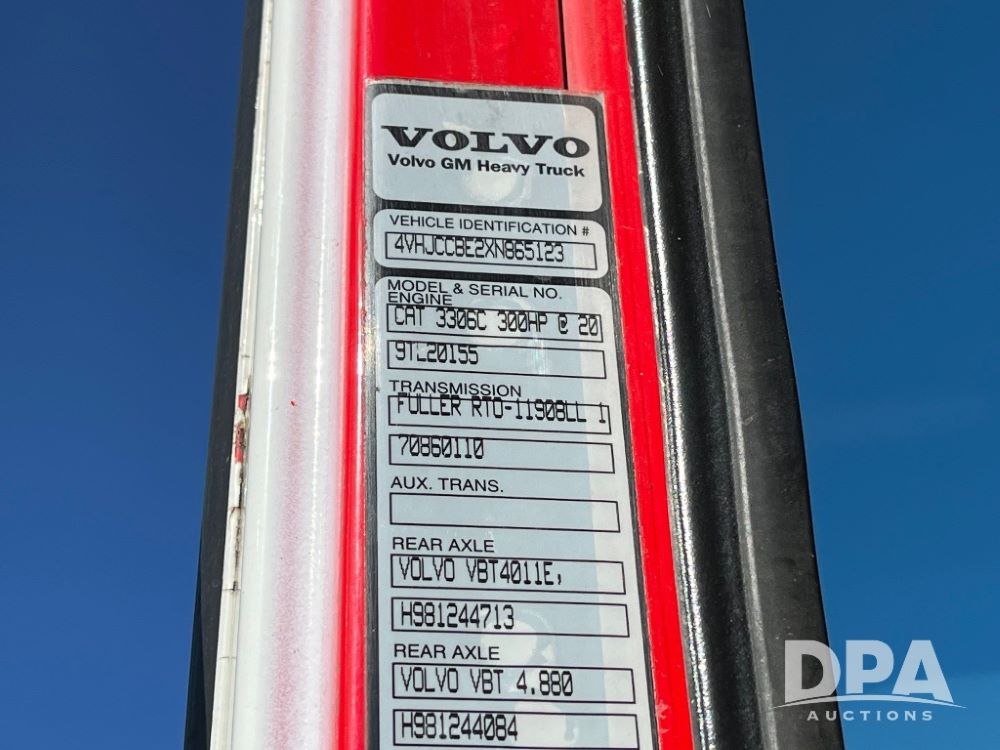 VOLVO
Volvo GM Heavy Truck
VEHICLE IDENTIFICATION #
4VHJCCBE2XN865123
MODEL & SERIAL NO.
ENGINE
CAT 3306C 300HP @ 20
9TL20155
TRANSMISSION
FULLER RTO-11908LL 1
70860110
AUX. TRANS.
REAR AXLE
VOLVO VBT4011E,
H981244713
REAR AXLE
VOLVO VBT 4.880
H981244084
DPA
AUCTIONS